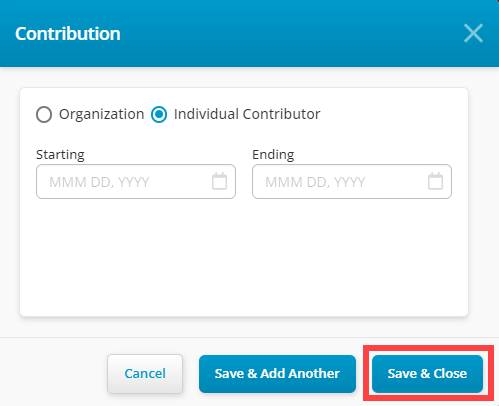 Contribution
Organization Individual Contributor
Starting Ending
MMM DD, YYYY MMM DD, YYYY
Cancel Save & Add Another Save & Close